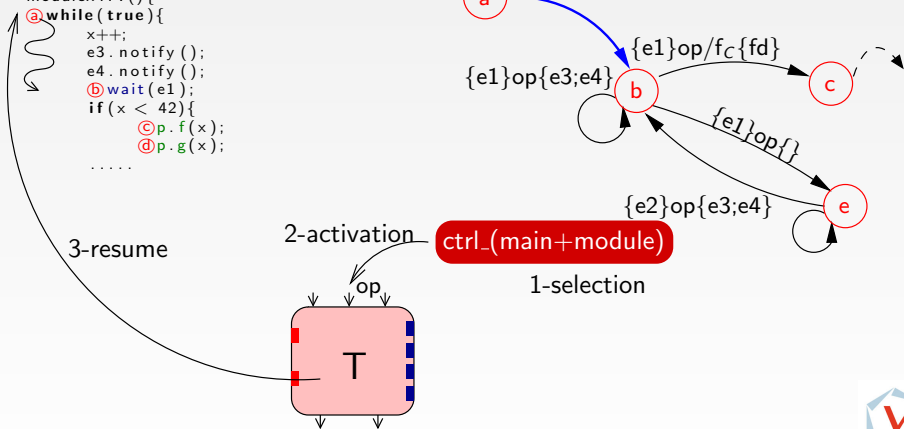 ⓐwhile(true){
x++;
e3.notify();
e4.notify();
ⓑwait(e1);
if(x < 42){
ⓒp.f(x);
ⓓp.g(x);
.....
a
{e1}op/f_C{fd}
{e1}op{e3;e4}
b
c
{e1}op{}
{e2}op{e3;e4}
e
3-resume
2-activation
ctrl_(main+module)
op
1-selection
T